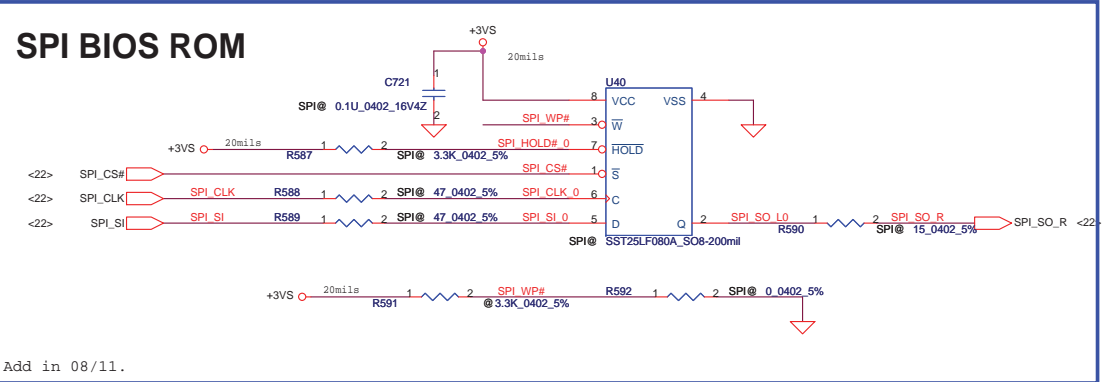 SPI BIOS ROM
+3VS
20mils
C721
1
SPI@ 0.1U_0402_16V4Z
2
U40
8 VCC VSS 4
SPI_WP# 3 W
+3VS 20mils R587 1 2 SPI@ 3.3K_0402_5% SPI_HOLD#_0 7 HOLD
<22> SPI_CS# SPI_CS# 1 S
<22> SPI_CLK SPI_CLK R588 1 2 SPI@ 47_0402_5% SPI_CLK_0 6 C
<22> SPI_SI SPI_SI R589 1 2 SPI@ 47_0402_5% SPI_SI_0 5 D Q 2 SPI_SO_L0 R590 1 2 SPI_SO_R SPI@ 15_0402_5% SPI_SO_R <22>
SPI@ SST25LF080A_SO8-200mil
+3VS 20mils R591 1 2 SPI_WP# @3.3K_0402_5% R592 1 2 SPI@ 0_0402_5%
Add in 08/11.